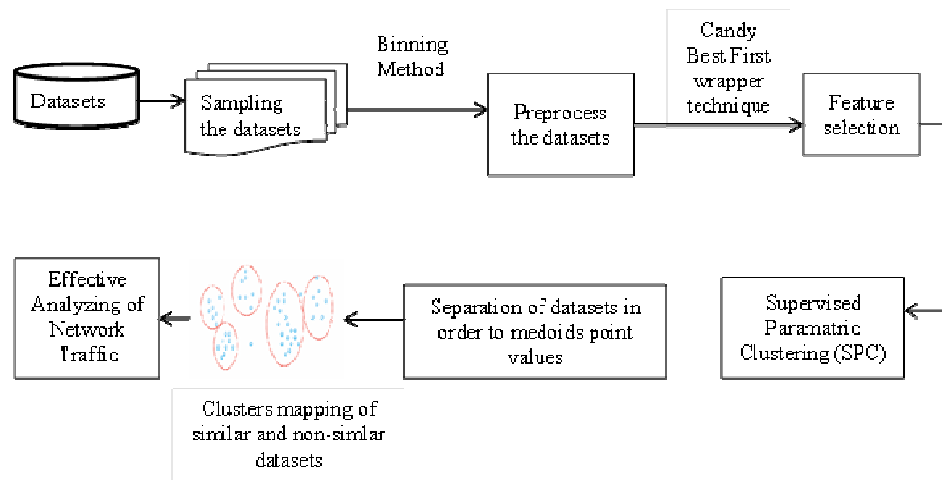 Datasets
Sampling
the datasets
Binning
Method
Preprocess
the datasets
Candy
Best First
wrapper
technique
Feature
selection
Effective
Analyzing of
Network
Traffic
Separation of datasets in
order to medoids point
values
Supervised
Paramatric
Clustering (SPC)
Clusters mapping of
similar and non-simlar
datasets